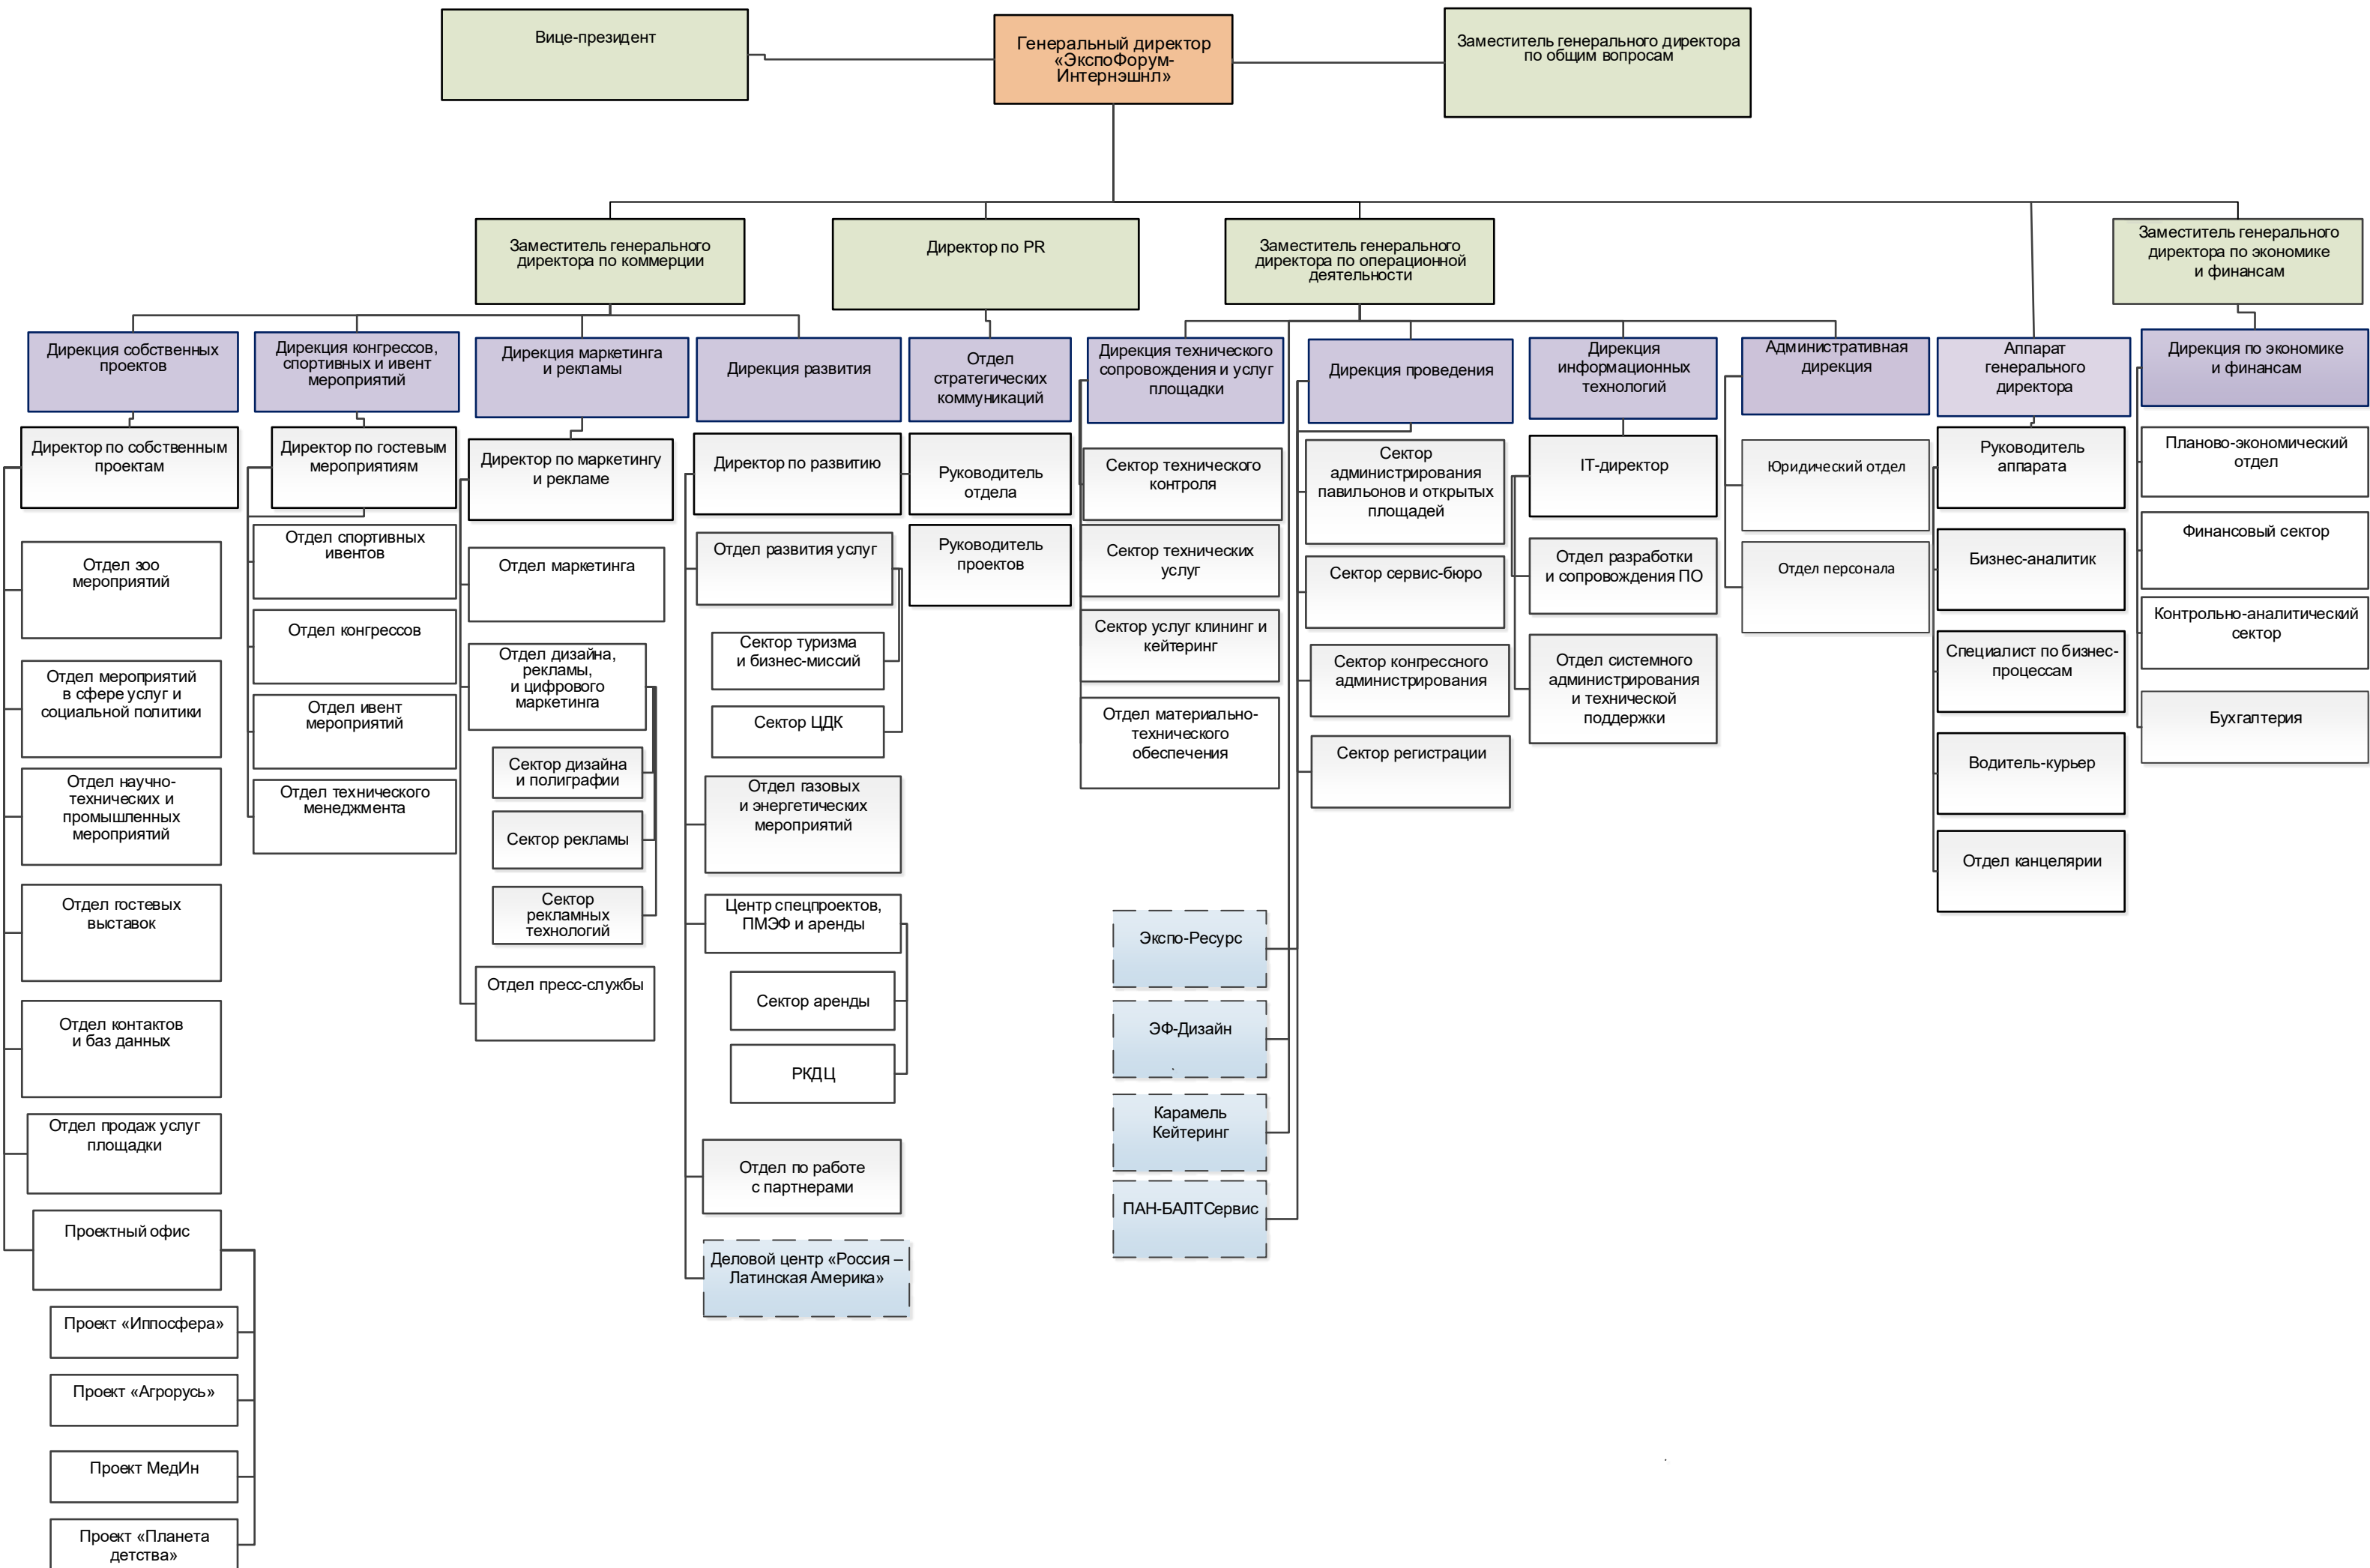 Вице-президент
Генеральный директор
«ЭкспоФорум-
Интернэшнл»
Заместитель генерального директора
по общим вопросам
Заместитель генерального
директора по коммерции
Директор по PR
Заместитель генерального
директора по операционной
деятельности
Заместитель генерального
директора по экономике
и финансам
Дирекция собственных
проектов
Дирекция конгрессов,
спортивных и ивент
мероприятий
Дирекция маркетинга
и рекламы
Дирекция развития
Отдел
стратегических
коммуникаций
Дирекция технического
сопровождения и услуг
площадки
Дирекция проведения
Дирекция
информационных
технологий
Административная
дирекция
Аппарат
генерального
директора
Дирекция по экономике
и финансам
Директор по собственным
проектам
Отдел зоо
мероприятий
Отдел мероприятий
в сфере услуг и
социальной политики
Отдел научно-
технических и
промышленных
мероприятий
Отдел гостевых
выставок
Отдел контактов
и баз данных
Отдел продаж услуг
площадки
Проектный офис
Проект «Иппосфера»
Проект «Агрорусь»
Проект МедИн
Проект «Планета
детства»
Директор по гостевым
мероприятиям
Отдел спортивных
ивентов
Отдел конгрессов
Отдел ивент
мероприятий
Отдел технического
менеджмента
Директор по маркетингу
и рекламе
Отдел маркетинга
Отдел дизайна,
рекламы,
и цифрового
маркетинга
Сектор дизайна
и полиграфии
Сектор рекламы
Сектор
рекламных
технологий
Отдел пресс-службы
Директор по развитию
Отдел развития услуг
Сектор туризма
и бизнес-миссий
Сектор ЦДК
Отдел газовых
и энергетических
мероприятий
Центр спецпроектов,
ПМЭФ и аренды
Сектор аренды
РКДЦ
Отдел по работе
с партнерами
Деловой центр «Россия –
Латинская Америка»
Руководитель
отдела
Руководитель
проектов
Сектор технического
контроля
Сектор технических
услуг
Сектор услуг клининг и
кейтеринг
Отдел материально-
технического
обеспечения
Экспо-Ресурс
ЭФ-Дизайн
Карамель
Кейтеринг
ПАН-БАЛТСервис
Сектор
администрирования
павильонов и открытых
площадей
Сектор сервис-бюро
Сектор конгрессного
администрирования
Сектор регистрации
IT-директор
Отдел разработки
и сопровождения ПО
Отдел системного
администрирования
и технической
поддержки
Юридический отдел
Отдел персонала
Руководитель
аппарата
Бизнес-аналитик
Специалист по бизнес-
процессам
Водитель-курьер
Отдел канцелярии
Планово-экономический
отдел
Финансовый сектор
Контрольно-аналитический
сектор
Бухгалтерия